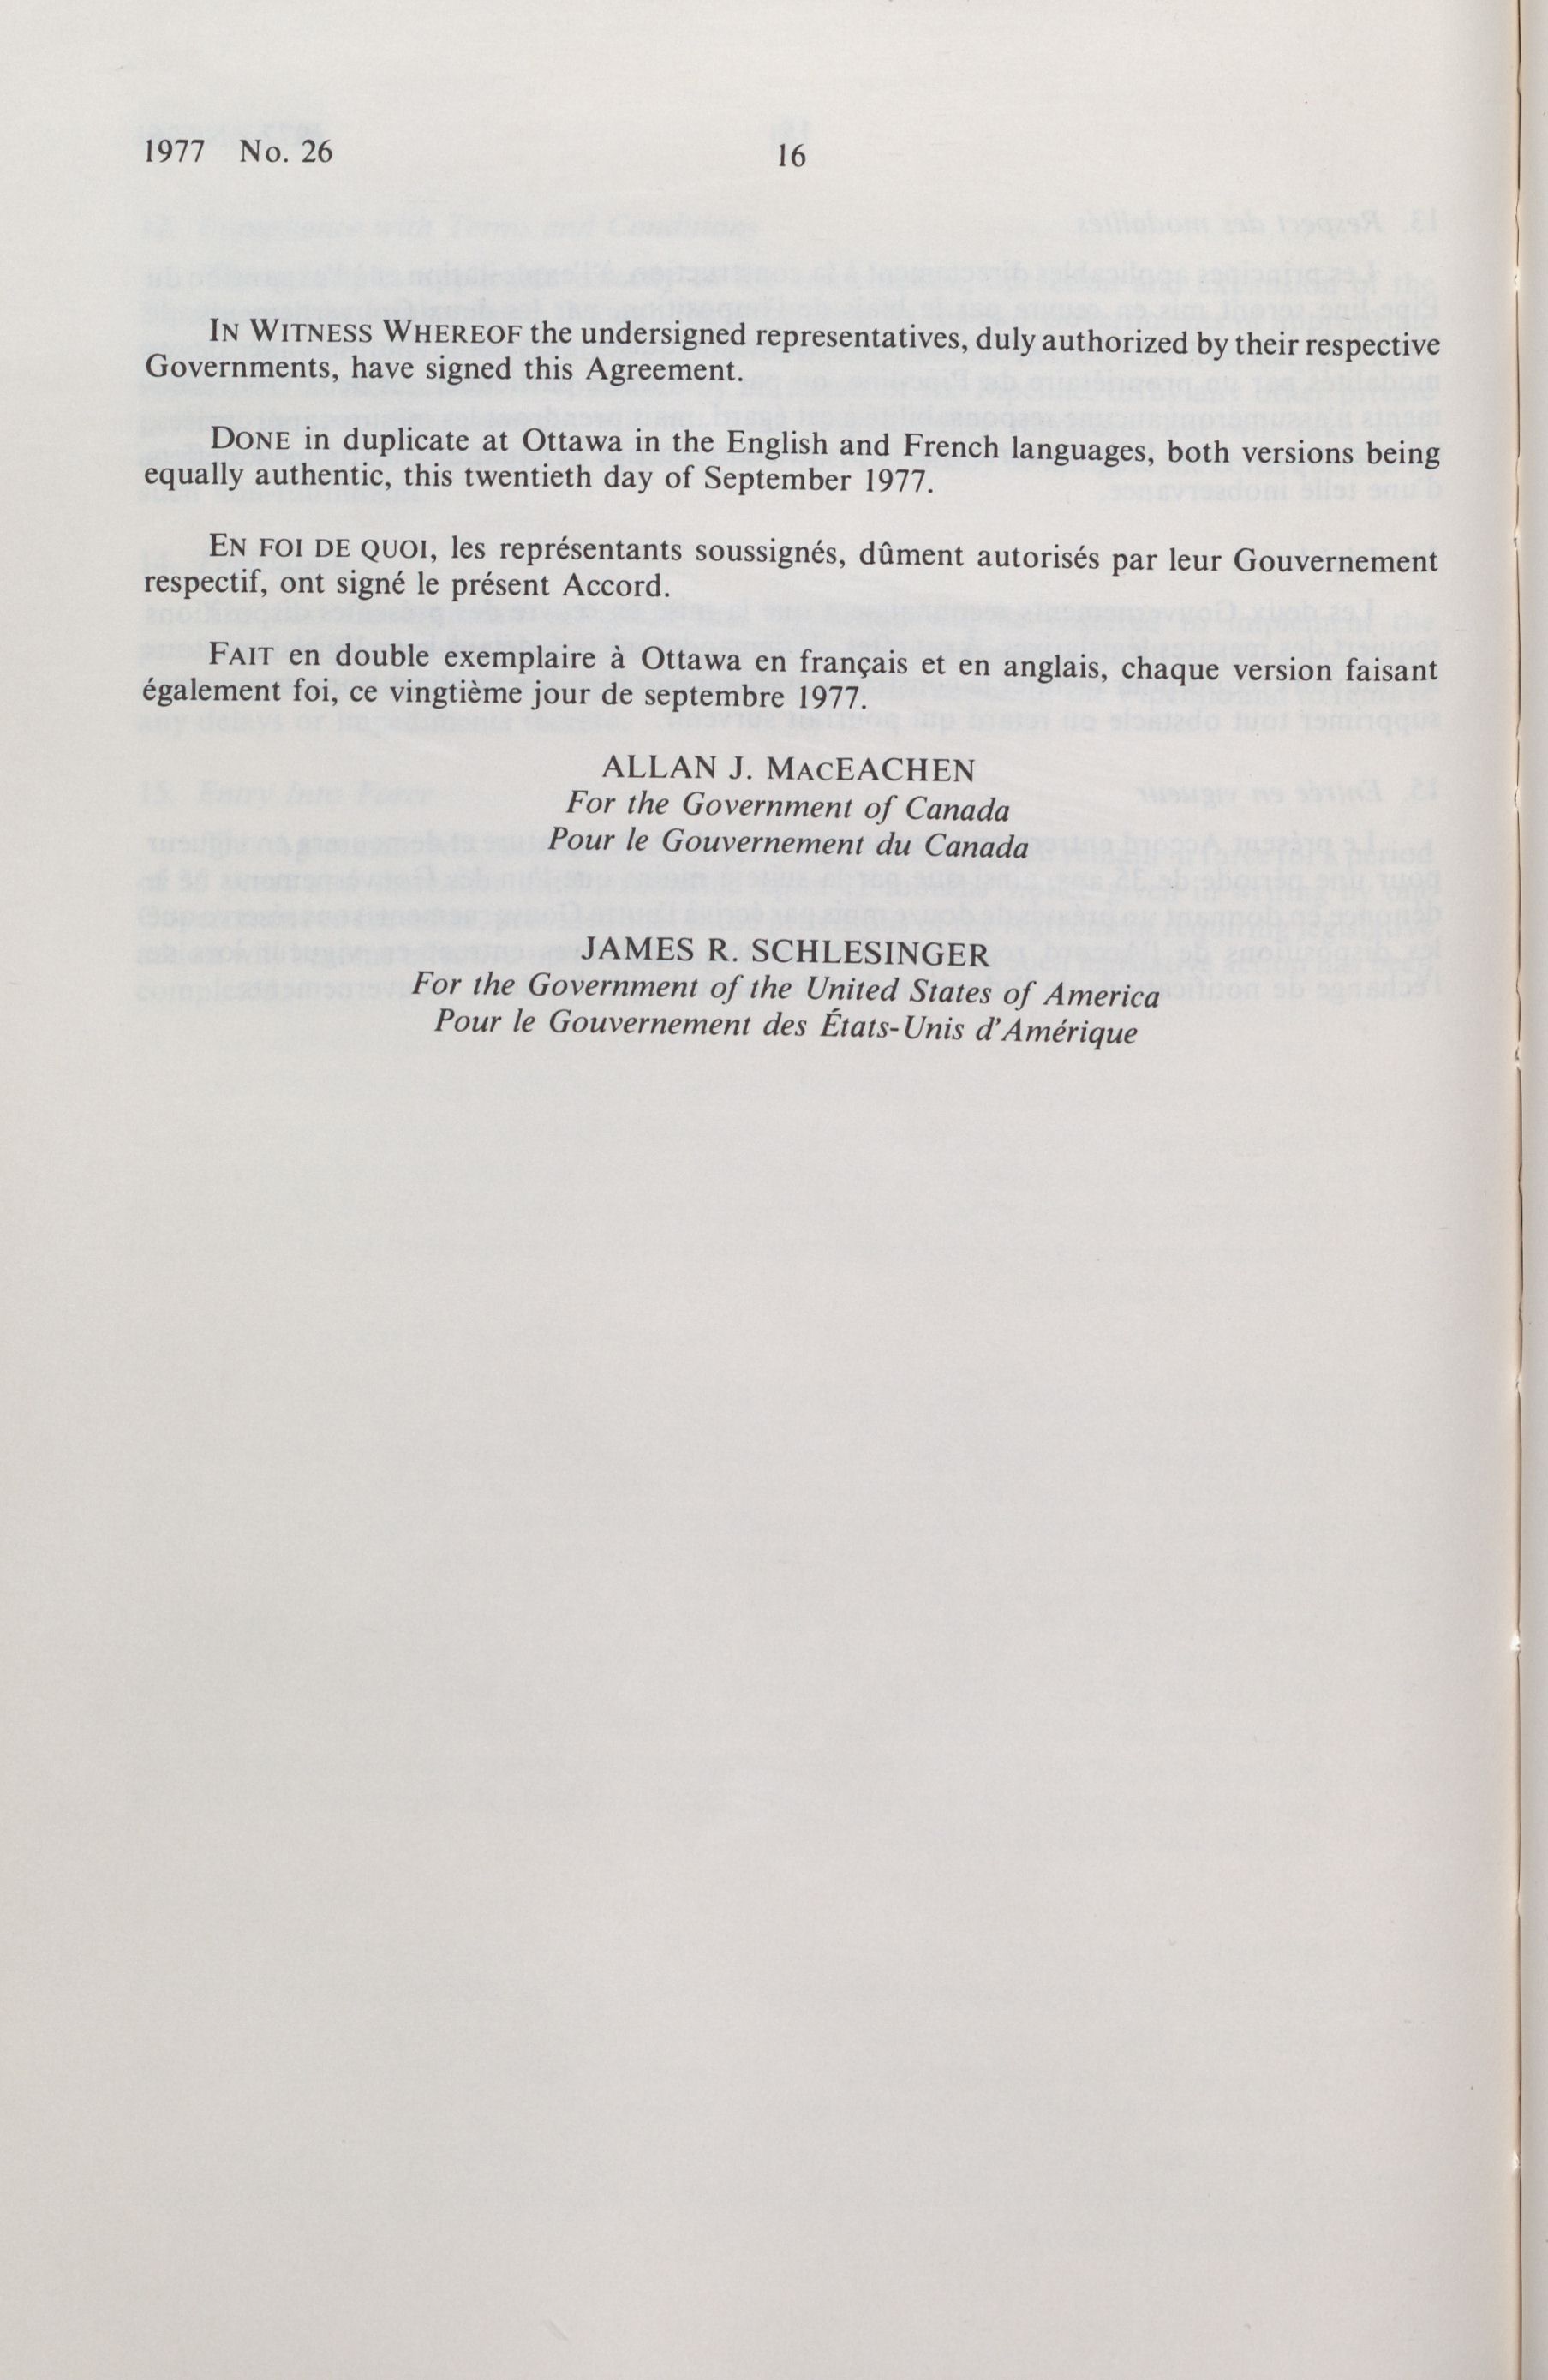 1977 No. 26 16
IN WITNESS WHEREOF the undersigned representatives, duly authorized by their respective
Governments, have signed this Agreement.
DONE in duplicate at Ottawa in the English and French languages, both versions being
equally authentic, this twentieth day of September 1977.
EN FOI DE QUOI, les représentants soussignés, dûment autorisés par leur Gouvernement
respectif, ont signé le présent Accord.
FAIT en double exemplaire à Ottawa en français et en anglais, chaque version faisant
également foi, ce vingtième jour de septembre 1977.
ALLAN J. MACEACHEN
For the Government of Canada
Pour le Gouvernement du Canada
JAMES R. SCHLESINGER
For the Government of the United States of America
Pour le Gouvernement des États-Unis d'Amérique